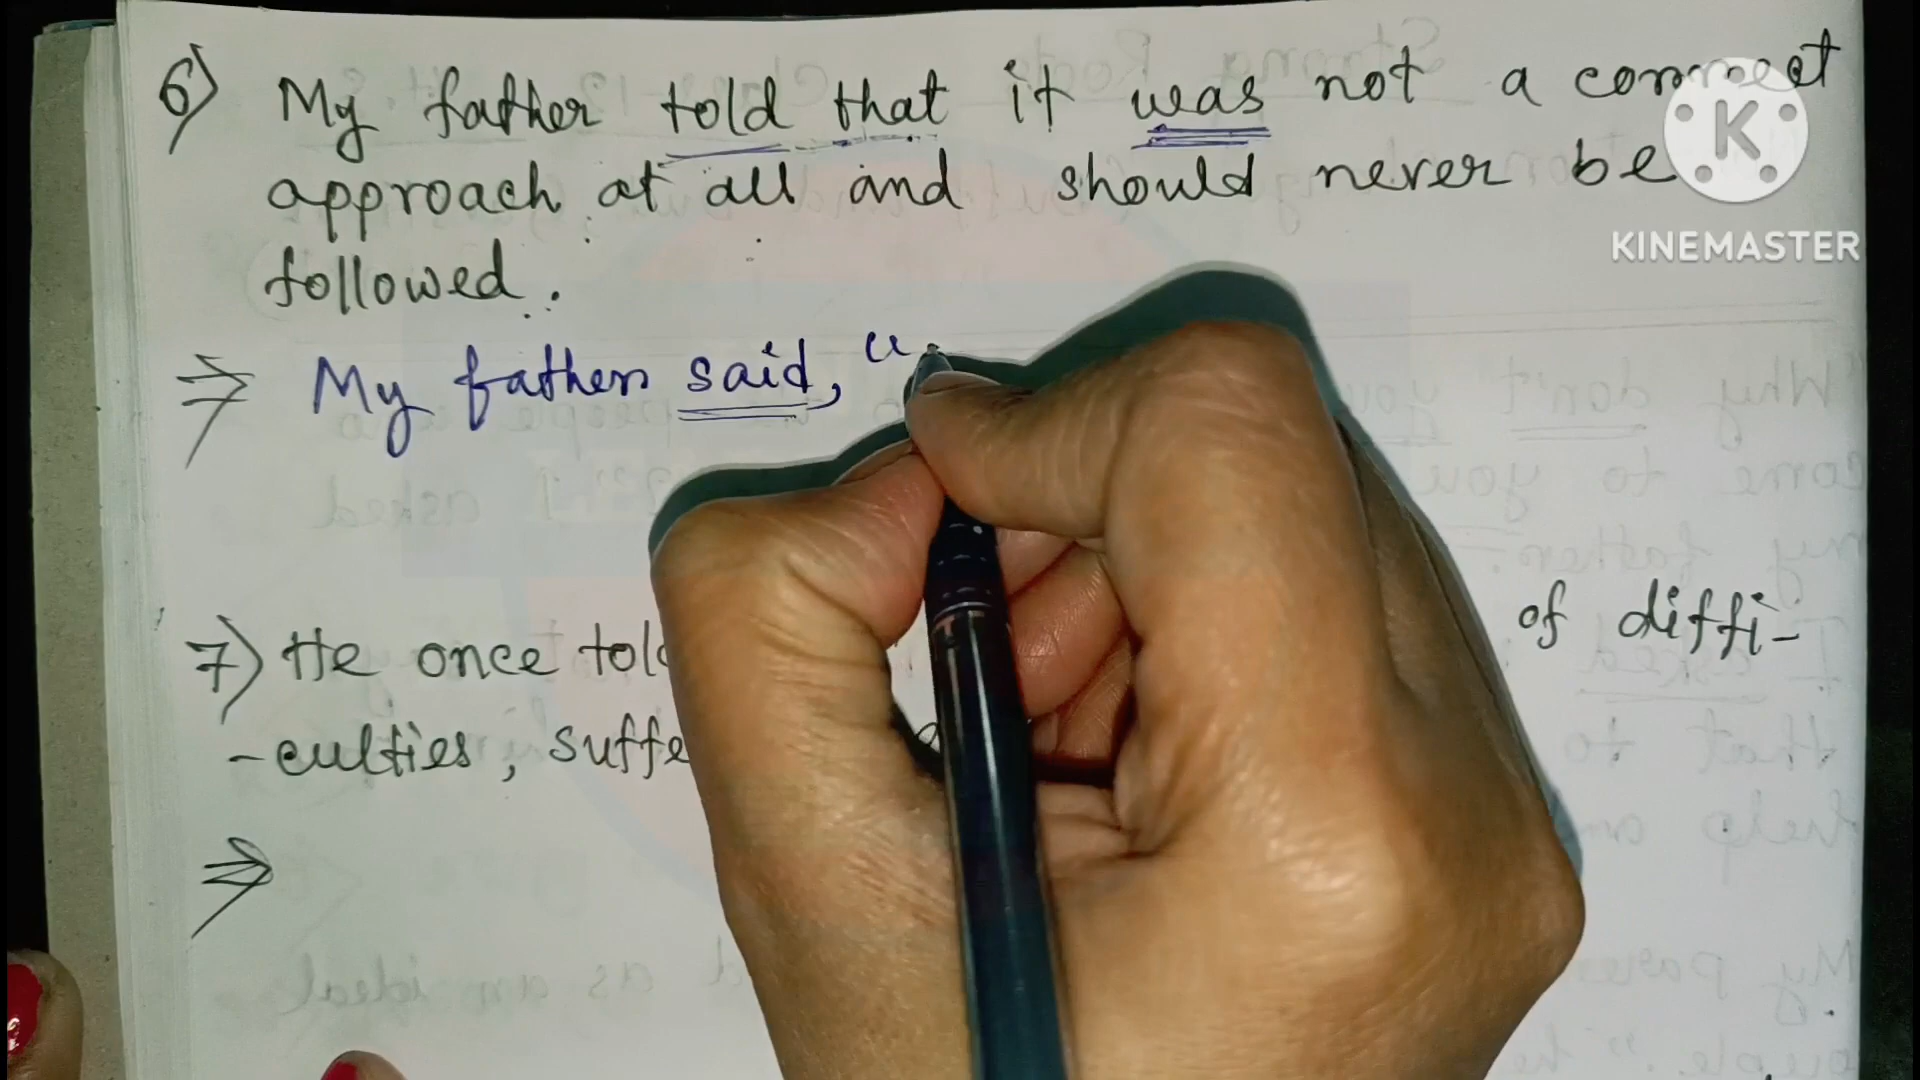 6) My father told that it was not a correct
K
approach at all and should never be
KINEMASTER
followed.
⇒ My father said, "
7) He once told of diffi-
-culties, suffe
⇒